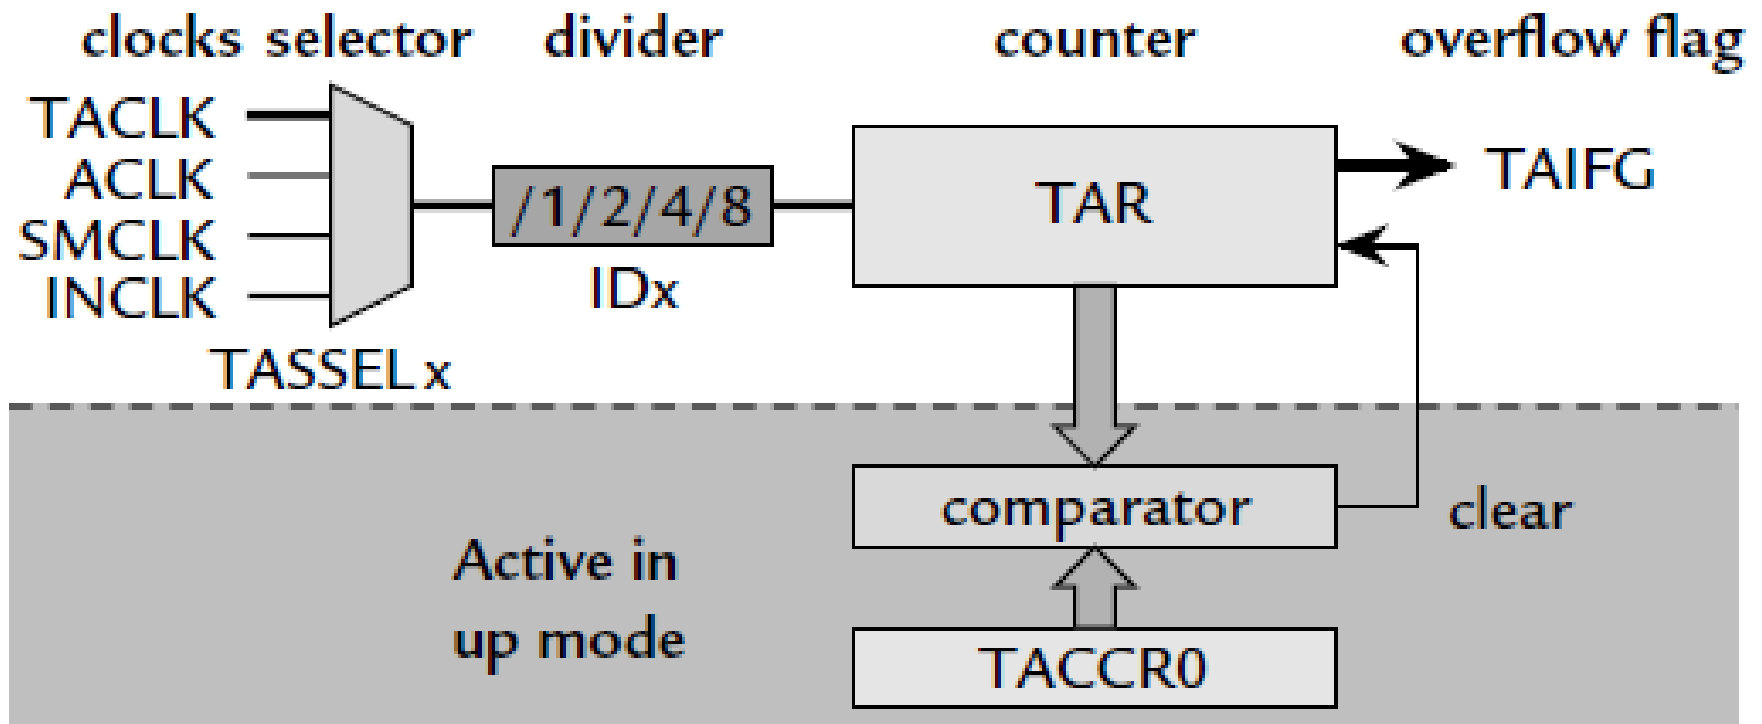 clocks selector divider counter overflow flag
TACLK
ACLK
SMCLK
INCLK
TASSELx
/1/2/4/8
IDx
TAR
TAIFG
comparator
clear
Active in
up mode
TACCR0